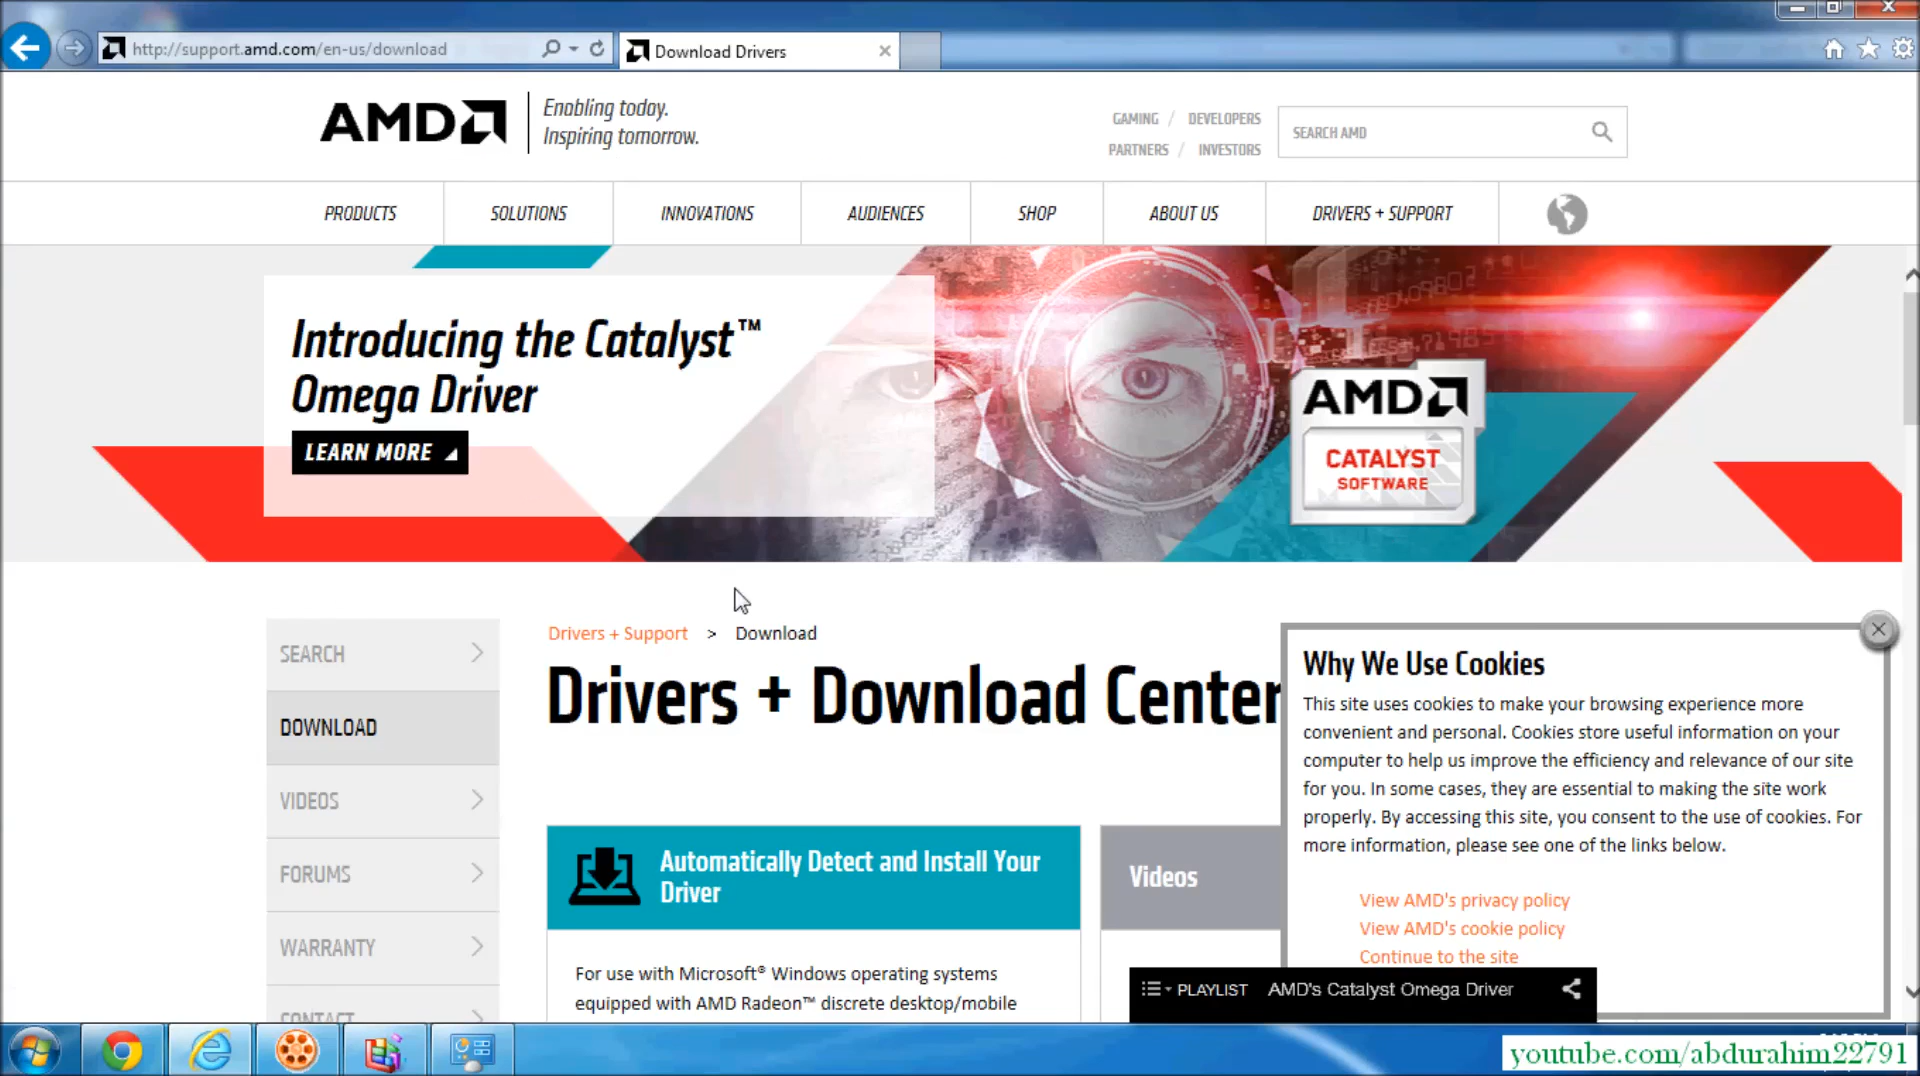 http://support.amd.com/en-us/download
Download Drivers
AMD
Enabling today.
Inspiring tomorrow.
GAMING / DEVELOPERS
PARTNERS / INVESTORS
SEARCH AMD
PRODUCTS
SOLUTIONS
INNOVATIONS
AUDIENCES
SHOP
ABOUT US
DRIVERS + SUPPORT
Introducing the Catalyst™
Omega Driver
LEARN MORE
AMD
CATALYST
SOFTWARE
Drivers + Support > Download
Drivers + Download Center
SEARCH
DOWNLOAD
VIDEOS
FORUMS
WARRANTY
CONTACT
Automatically Detect and Install Your
Driver
For use with Microsoft® Windows operating systems
equipped with AMD Radeon™ discrete desktop/mobile
Videos
PLAYLIST AMD's Catalyst Omega Driver
Why We Use Cookies
This site uses cookies to make your browsing experience more
convenient and personal. Cookies store useful information on your
computer to help us improve the efficiency and relevance of our site
for you. In some cases, they are essential to making the site work
properly. By accessing this site, you consent to the use of cookies. For
more information, please see one of the links below.
View AMD's privacy policy
View AMD's cookie policy
Continue to the site
youtube.com/abdurahim22791